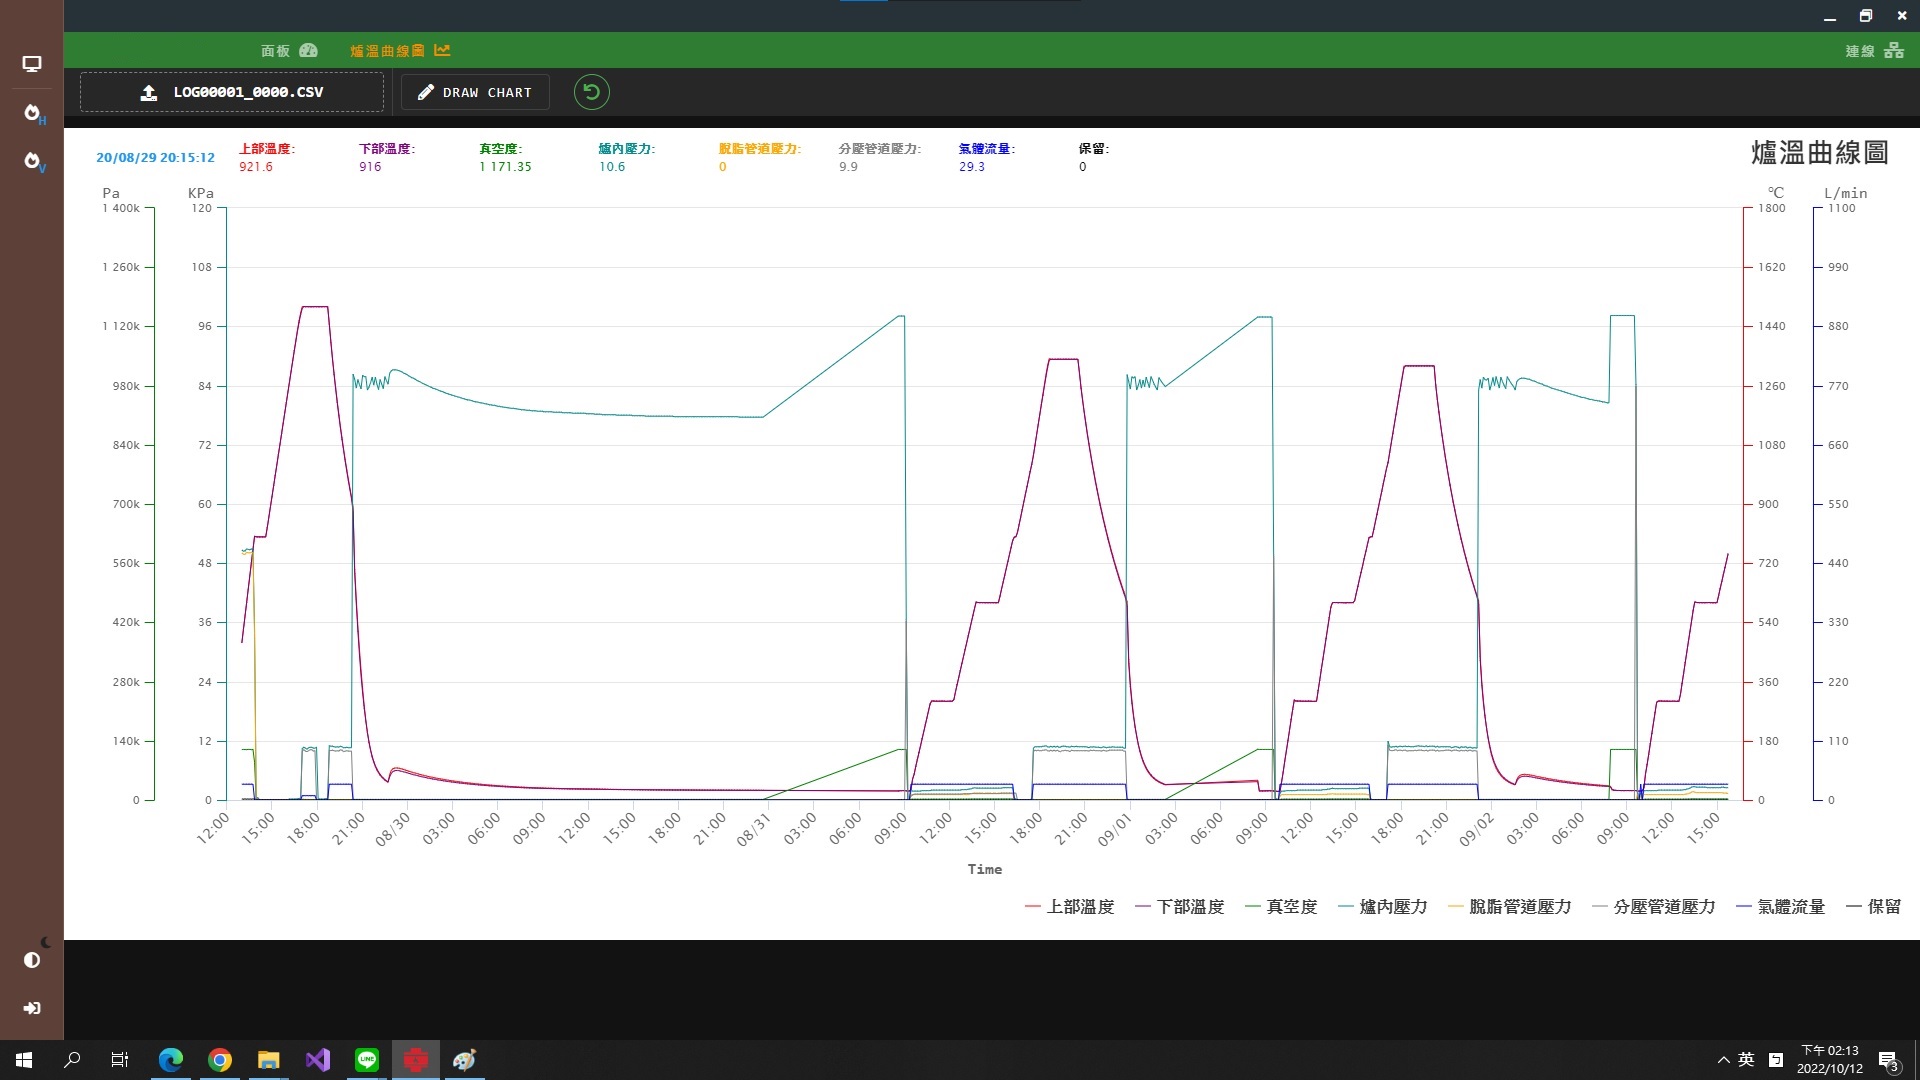 面板
爐溫曲線圖
連線
LOG00001_0000.CSV
DRAW CHART
H
V
20/08/29 20:15:12
上部溫度:
921.6
下部溫度:
916
真空度:
1 171.35
爐內壓力:
10.6
脫脂管道壓力:
0
分壓管道壓力:
9.9
氣體流量:
29.3
保留:
0
爐溫曲線圖
Pa
1 400k
1 260k
1 120k
980k
840k
700k
560k
420k
280k
140k
0
KPa
120
108
96
84
72
60
48
36
24
12
0
℃
1800
1620
1440
1260
1080
900
720
540
360
180
0
L/min
1100
990
880
770
660
550
440
330
220
110
0
12:00
15:00
18:00
21:00
08/30
03:00
06:00
09:00
12:00
15:00
18:00
21:00
08/31
03:00
06:00
09:00
12:00
15:00
18:00
21:00
09/01
03:00
06:00
09:00
12:00
15:00
18:00
21:00
09/02
03:00
06:00
09:00
12:00
15:00
Time
上部溫度
下部溫度
真空度
爐內壓力
脫脂管道壓力
分壓管道壓力
氣體流量
保留
LINE
英
下午 02:13
2022/10/12
3